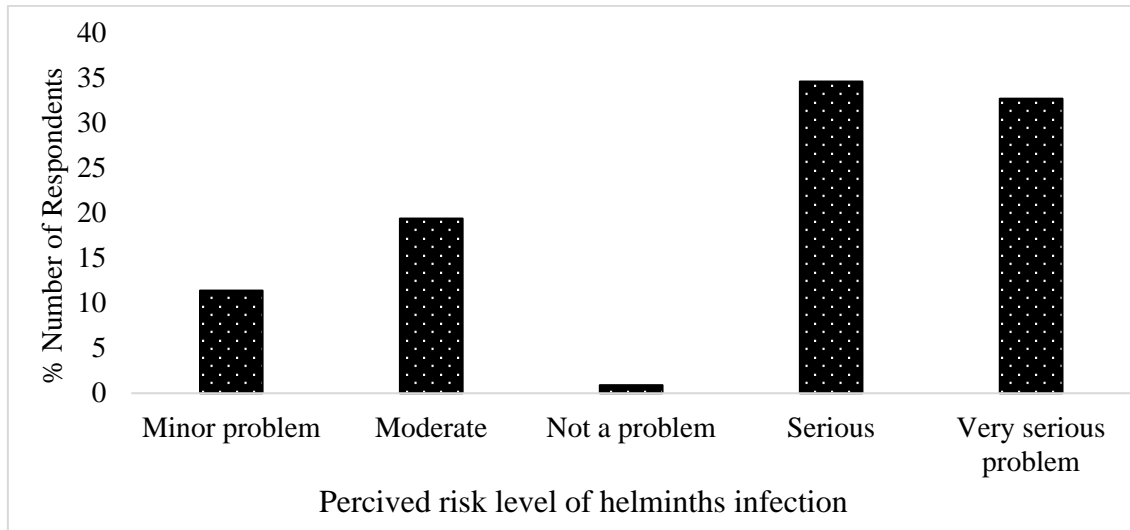 % Number of Respondents
40
35
30
25
20
15
10
5
0
Minor problem
Moderate
Not a problem
Serious
Very serious
problem
Percived risk level of helminths infection